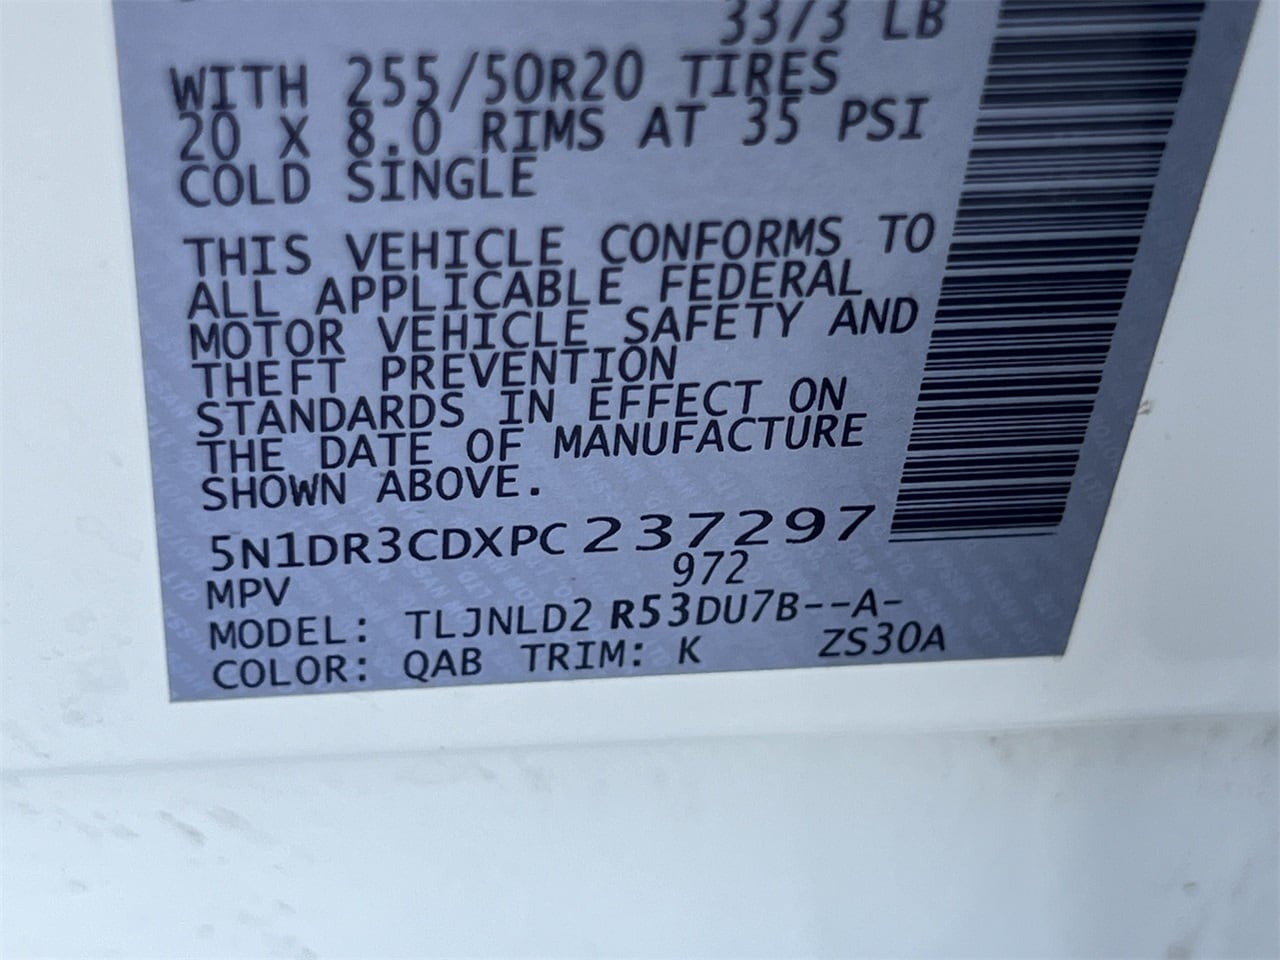 3373 LB
WITH 255/50R20 TIRES
20 X 8.0 RIMS AT 35 PSI
COLD SINGLE
THIS VEHICLE CONFORMS TO
ALL APPLICABLE FEDERAL
MOTOR VEHICLE SAFETY AND
THEFT PREVENTION
STANDARDS IN EFFECT ON
THE DATE OF MANUFACTURE
SHOWN ABOVE.
5N1DR3CDXPC237297
MPV 972
MODEL: TLJNLD2 R53DU7B--A-
COLOR: QAB TRIM: K ZS30A